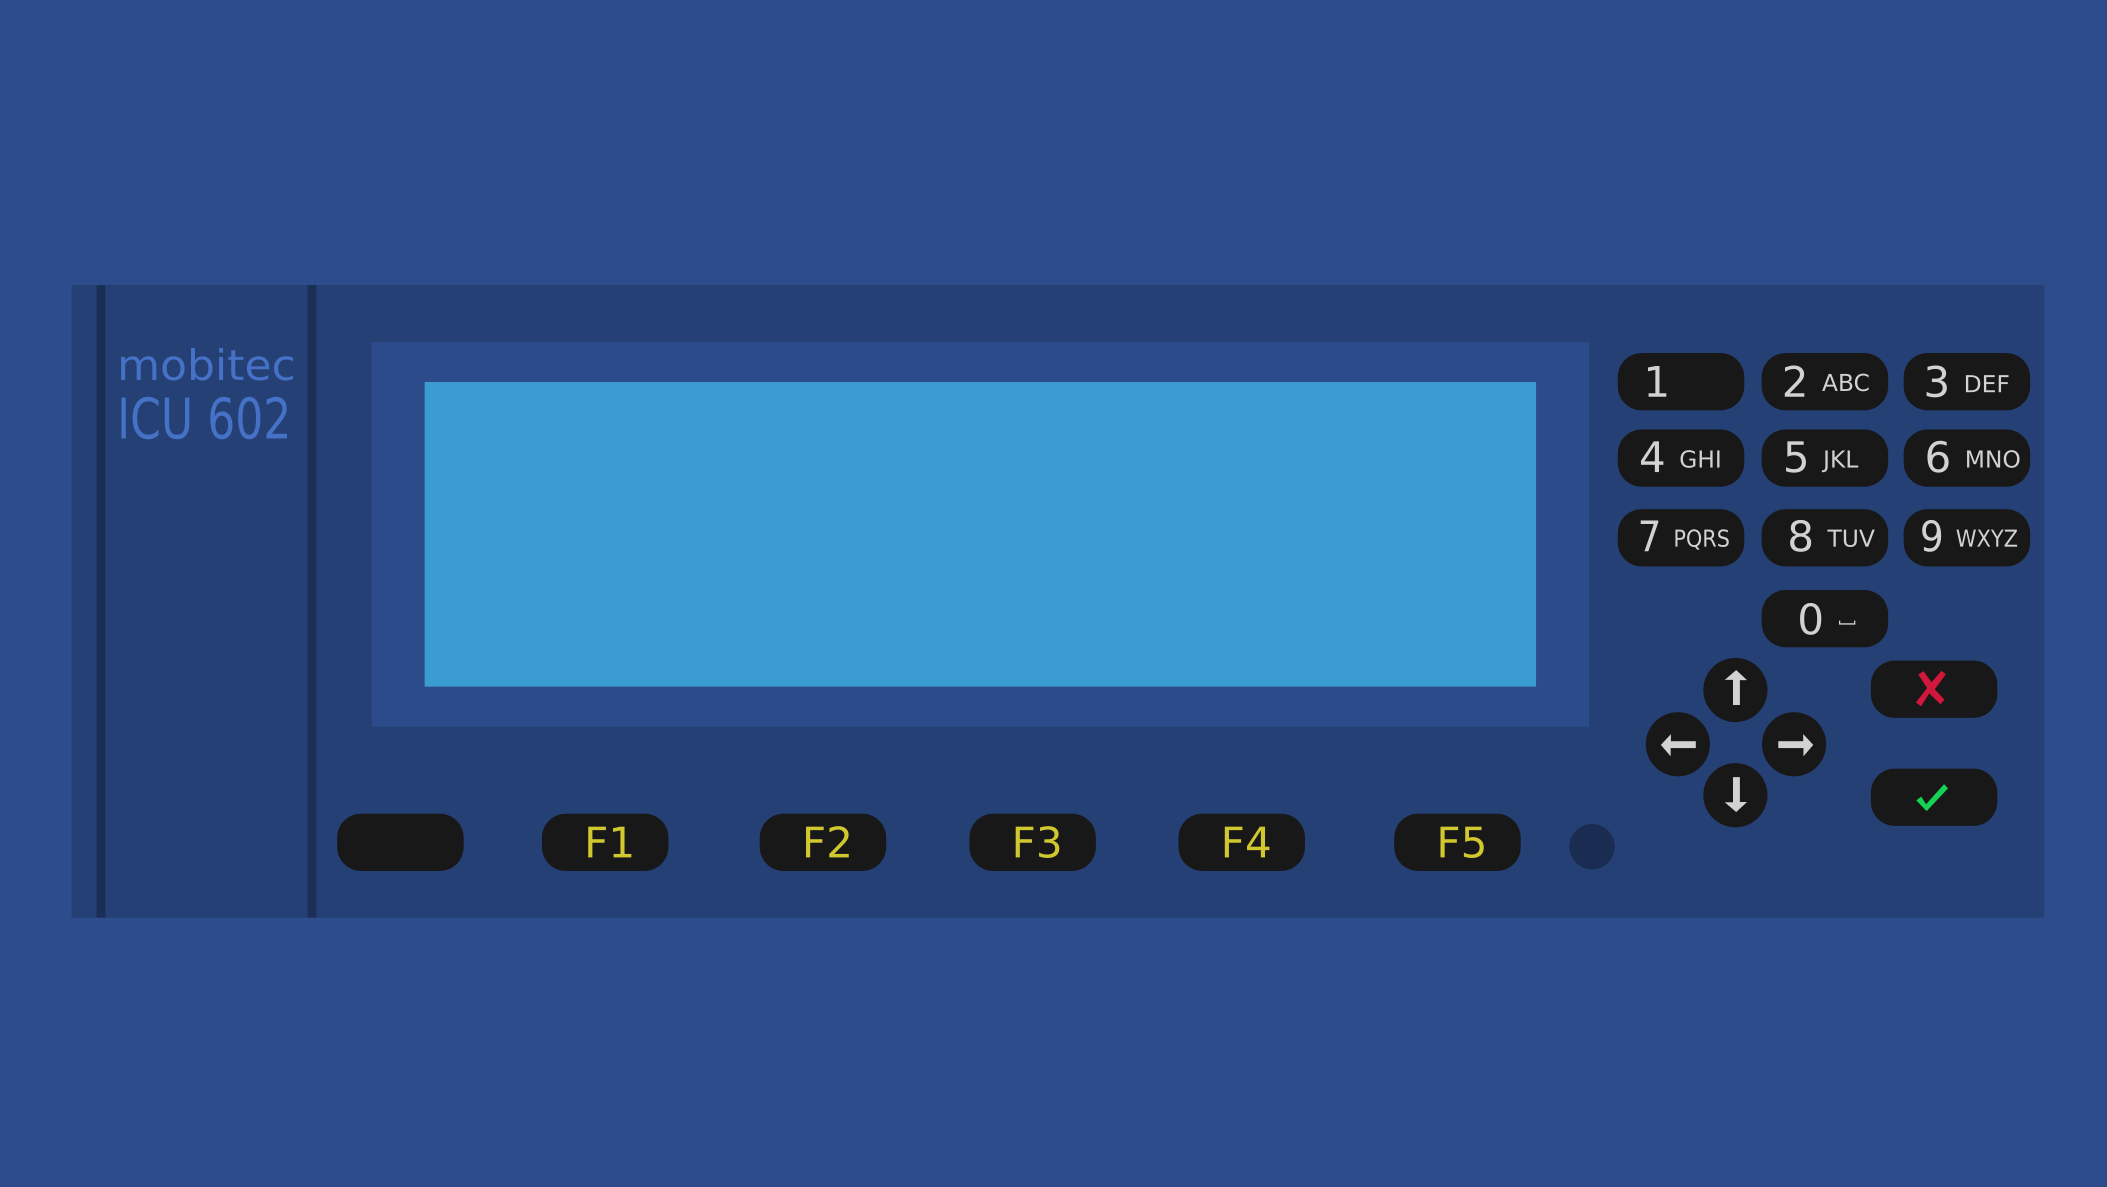 mobitec
ICU 602
1 2 ABC 3 DEF
4 GHI 5 JKL 6 MNO
7 PQRS 8 TUV 9 WXYZ
0 ⎵
↑ ✗
← →
↓ ✓
F1 F2 F3 F4 F5